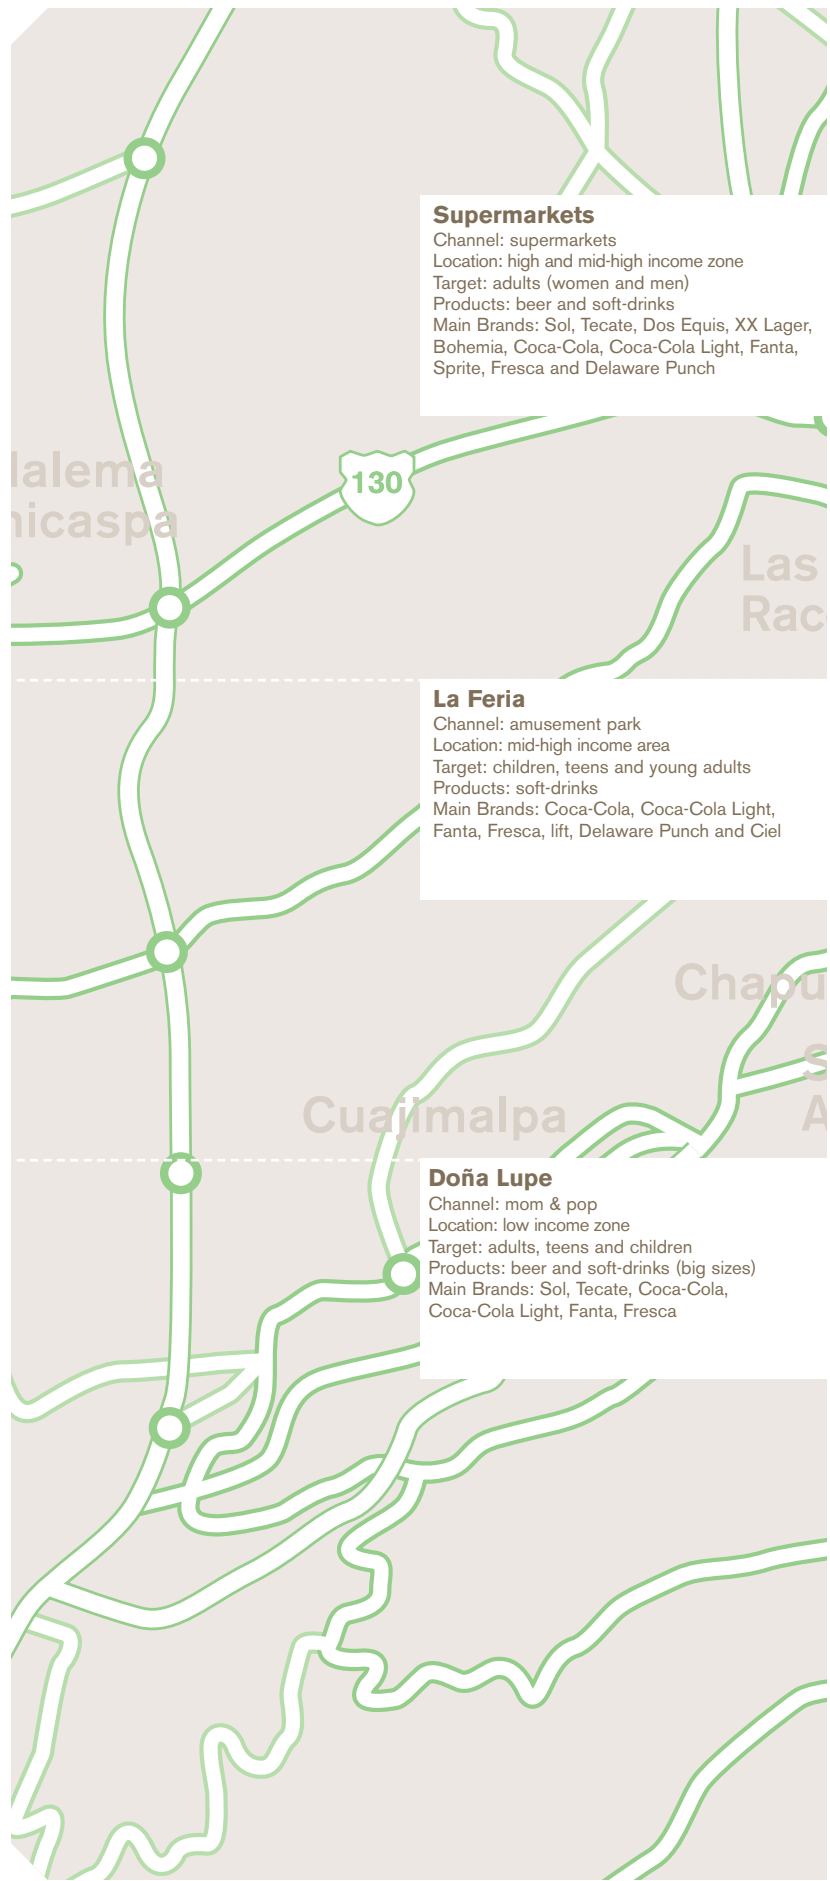 Supermarkets
Channel: supermarkets
Location: high and mid-high income zone
Target: adults (women and men)
Products: beer and soft-drinks
Main Brands: Sol, Tecate, Dos Equis, XX Lager,
Bohemia, Coca-Cola, Coca-Cola Light, Fanta,
Sprite, Fresca and Delaware Punch
130
Las
La Feria
Channel: amusement park
Location: mid-high income area
Target: children, teens and young adults
Products: soft-drinks
Main Brands: Coca-Cola, Coca-Cola Light,
Fanta, Fresca, lift, Delaware Punch and Ciel
Cuajimalpa
Doña Lupe
Channel: mom & pop
Location: low income zone
Target: adults, teens and children
Products: beer and soft-drinks (big sizes)
Main Brands: Sol, Tecate, Coca-Cola,
Coca-Cola Light, Fanta, Fresca